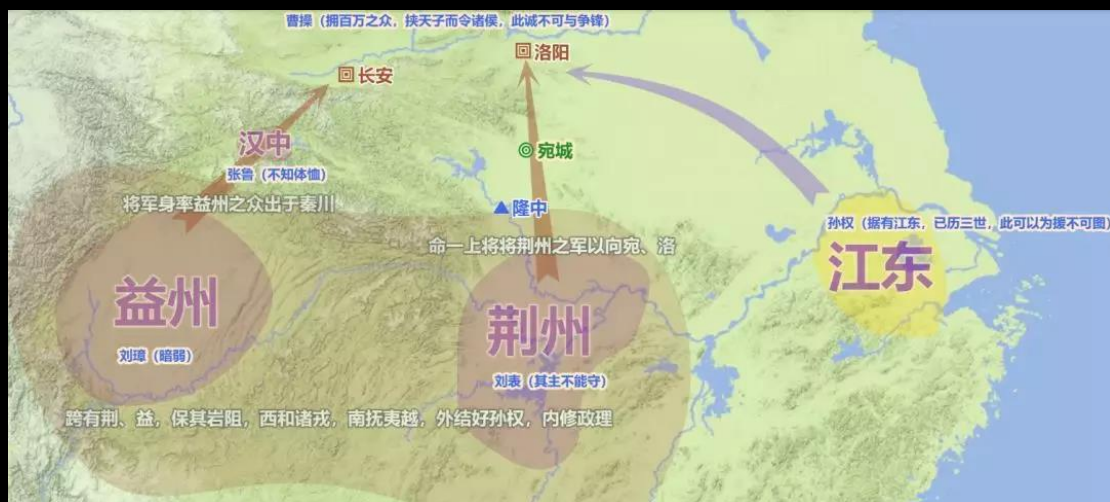 曹操（拥百万之众，挟天子而令诸侯，此诚不可与争锋）
洛阳
长安
汉中
宛城
张鲁（不知体恤）
将军身率益州之众出于秦川
隆中
孙权（据有江东，已历三世，此可以为援不可图）
命一上将将荆州之军以向宛、洛
江东
益州
荆州
刘璋（暗弱）
刘表（其主不能守）
跨有荆、益，保其岩阻，西和诸戎，南抚夷越，外结好孙权，内修政理